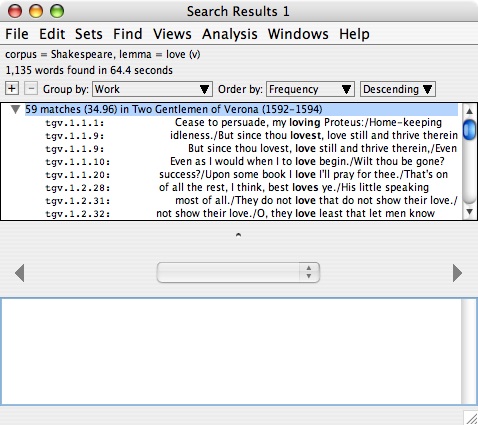 Search Results 1
File Edit Sets Find Views Analysis Windows Help
corpus = Shakespeare, lemma = love (v)
1,135 words found in 64.4 seconds
+ − Group by: Work Order by: Frequency Descending
59 matches (34.96) in Two Gentlemen of Verona (1592-1594)
tgv.1.1.1: Cease to persuade, my loving Proteus:/Home-keeping
tgv.1.1.9: idleness./But since thou lovest, love still and thrive therein
tgv.1.1.9: But since thou lovest, love still and thrive therein,/Even
tgv.1.1.10: Even as I would when I to love begin./Wilt thou be gone?
tgv.1.1.20: success?/Upon some book I love I'll pray for thee./That's on
tgv.1.2.28: of all the rest, I think, best loves ye./His little speaking
tgv.1.2.31: most of all./They do not love that do not show their love./
tgv.1.2.32: not show their love./O, they love least that let men know